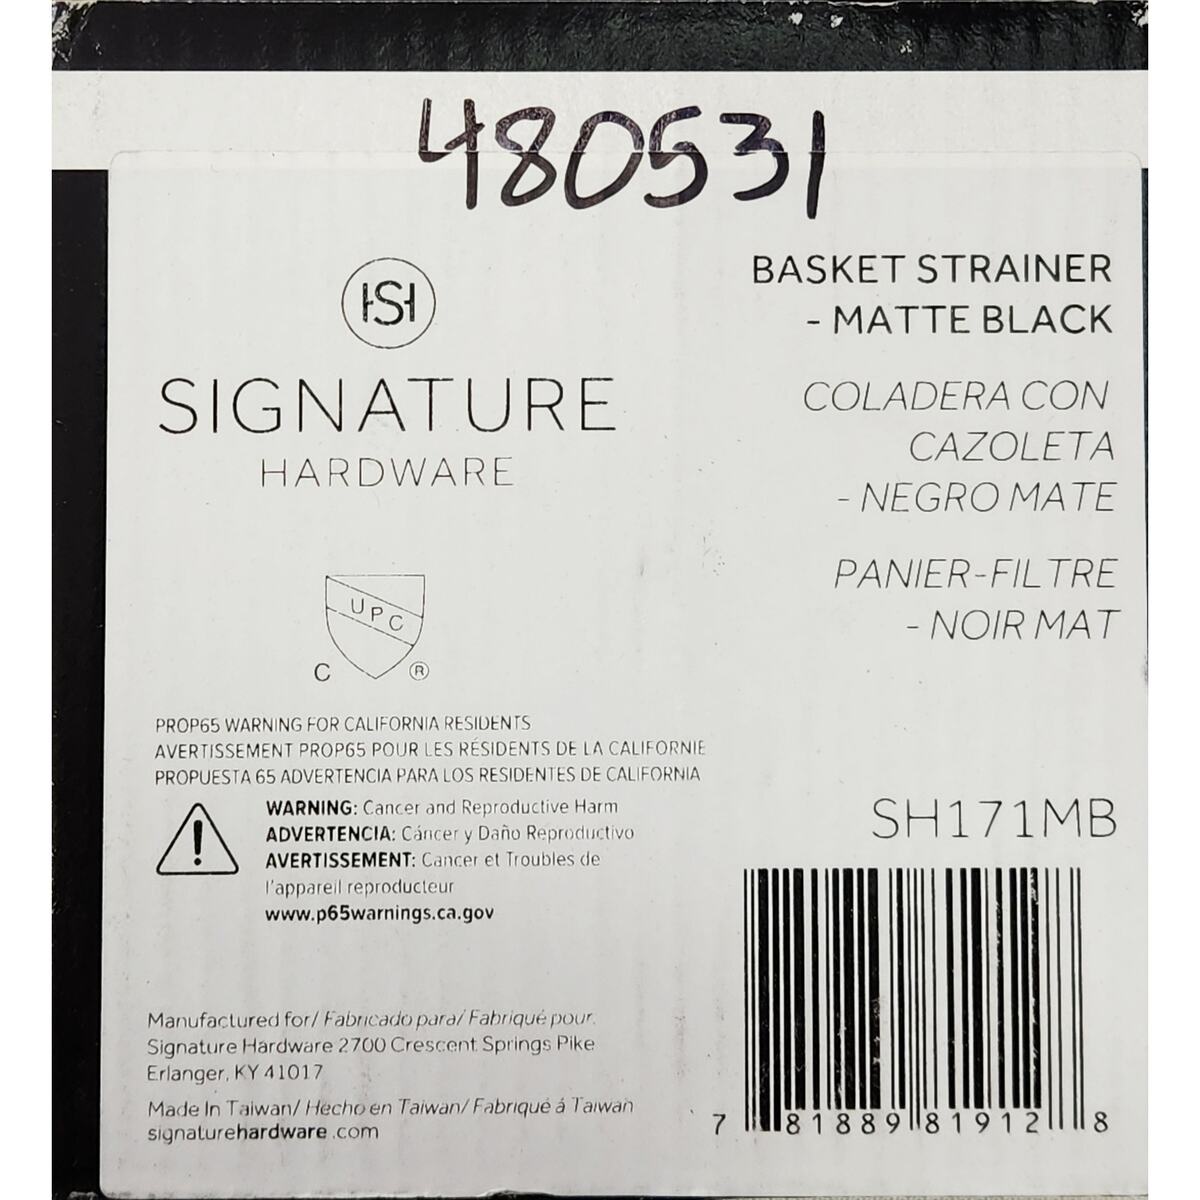 480531
HSH
SIGNATURE
HARDWARE
BASKET STRAINER
- MATTE BLACK
COLADERA CON
CAZOLETA
- NEGRO MATE
PANIER-FILTRE
- NOIR MAT
UPC
C ®
PROP65 WARNING FOR CALIFORNIA RESIDENTS
AVERTISSEMENT PROP65 POUR LES RÉSIDENTS DE LA CALIFORNIE
PROPUESTA 65 ADVERTENCIA PARA LOS RESIDENTES DE CALIFORNIA
WARNING: Cancer and Reproductive Harm
ADVERTENCIA: Cáncer y Daño Reproductivo
AVERTISSEMENT: Cancer et Troubles de
l'appareil reproducteur
www.p65warnings.ca.gov
SH171MB
Manufactured for/ Fabricado para/ Fabriqué pour:
Signature Hardware 2700 Crescent Springs Pike
Erlanger, KY 41017
Made In Taiwan/ Hecho en Taiwan/ Fabriqué á Taiwan
signaturehardware.com
7 81889 81912 8